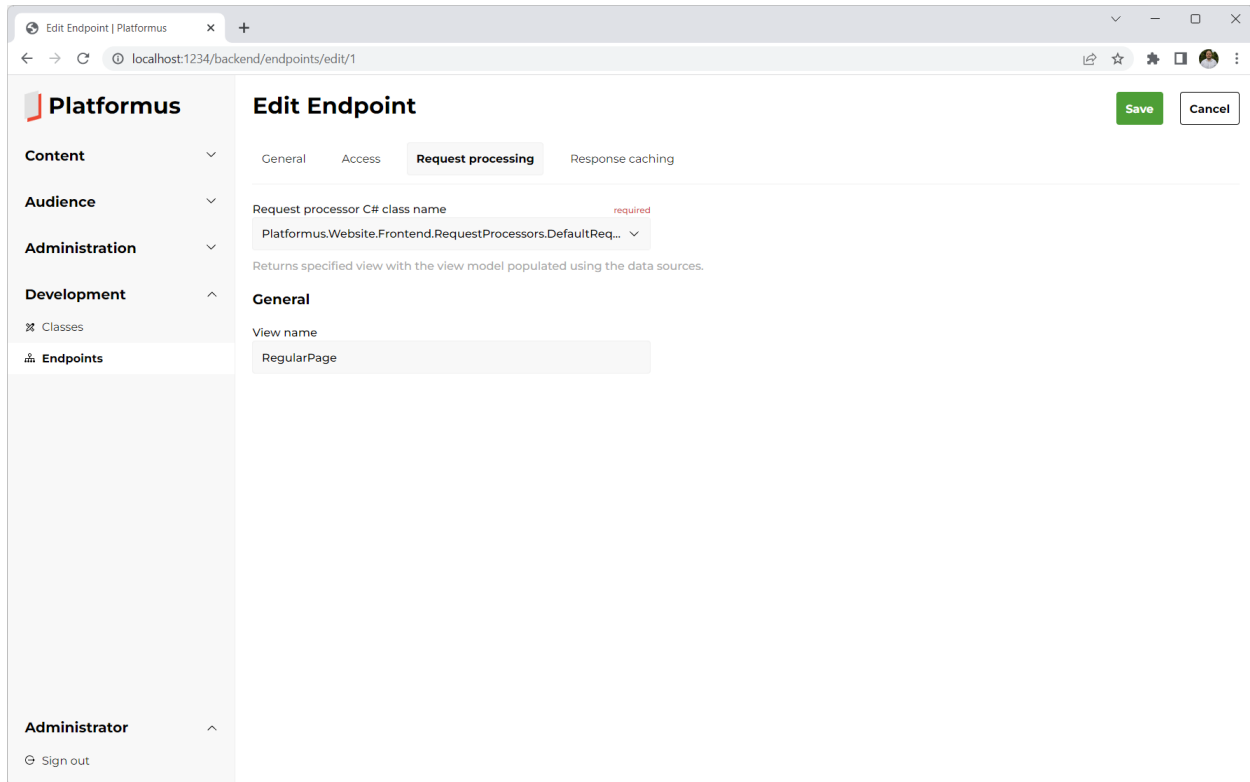 Edit Endpoint | Platformus
localhost:1234/backend/endpoints/edit/1
Platformus
Content
Audience
Administration
Development
Classes
Endpoints
Administrator
Sign out
Edit Endpoint
Save
Cancel
General
Access
Request processing
Response caching
Request processor C# class name
required
Platformus.Website.Frontend.RequestProcessors.DefaultReq...
Returns specified view with the view model populated using the data sources.
General
View name
RegularPage